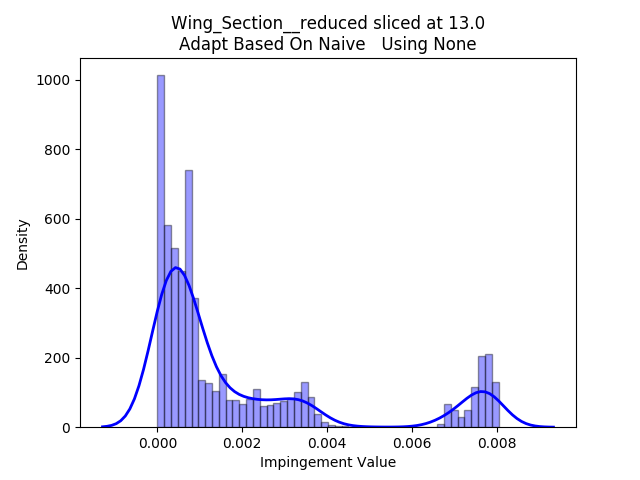 Wing_Section__reduced sliced at 13.0
Adapt Based On Naive   Using None
1000
800
600
400
200
0
Density
0.000 0.002 0.004 0.006 0.008
Impingement Value